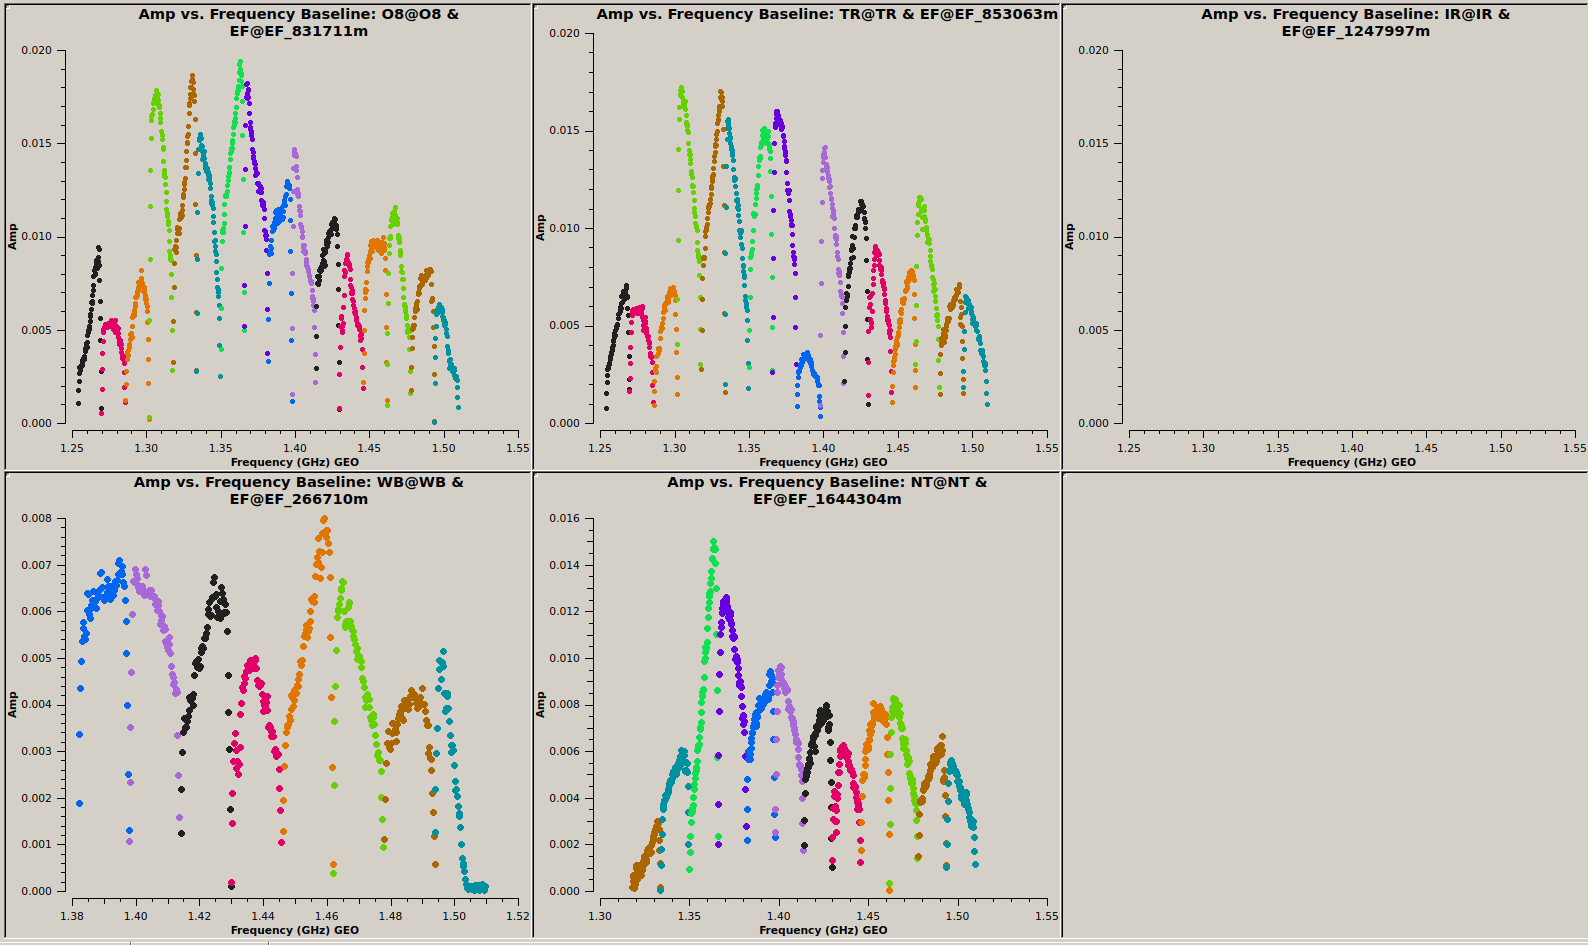 Amp vs. Frequency Baseline: O8@O8 &
EF@EF_831711m
0.020
0.015
0.010
0.005
0.000
Amp
1.25 1.30 1.35 1.40 1.45 1.50 1.55
Frequency (GHz) GEO
Amp vs. Frequency Baseline: TR@TR & EF@EF_853063m
0.020
0.015
0.010
0.005
0.000
Amp
1.25 1.30 1.35 1.40 1.45 1.50 1.55
Frequency (GHz) GEO
Amp vs. Frequency Baseline: IR@IR &
EF@EF_1247997m
0.020
0.015
0.010
0.005
0.000
Amp
1.25 1.30 1.35 1.40 1.45 1.50 1.55
Frequency (GHz) GEO
Amp vs. Frequency Baseline: WB@WB &
EF@EF_266710m
0.008
0.007
0.006
0.005
0.004
0.003
0.002
0.001
0.000
Amp
1.38 1.40 1.42 1.44 1.46 1.48 1.50 1.52
Frequency (GHz) GEO
Amp vs. Frequency Baseline: NT@NT &
EF@EF_1644304m
0.016
0.014
0.012
0.010
0.008
0.006
0.004
0.002
0.000
Amp
1.30 1.35 1.40 1.45 1.50 1.55
Frequency (GHz) GEO